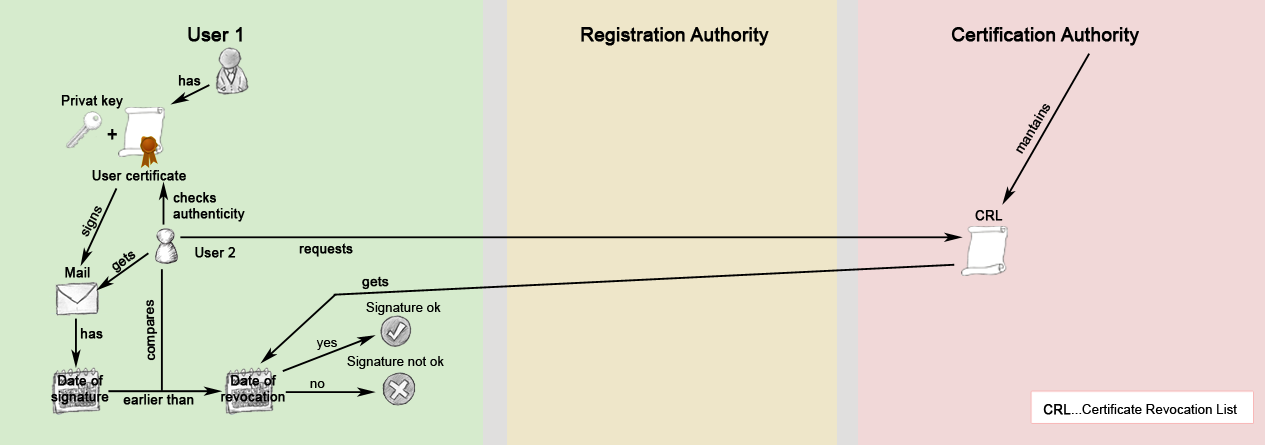 User 1
Registration Authority
Certification Authority
has
Privat key
+
User certificate
checks
authenticity
signs
mantains
CRL
User 2
requests
gets
Mail
gets
Signature ok
has
compares
yes
Signature not ok
Date of
signature
earlier than
Date of
revocation
no
CRL...Certificate Revocation List